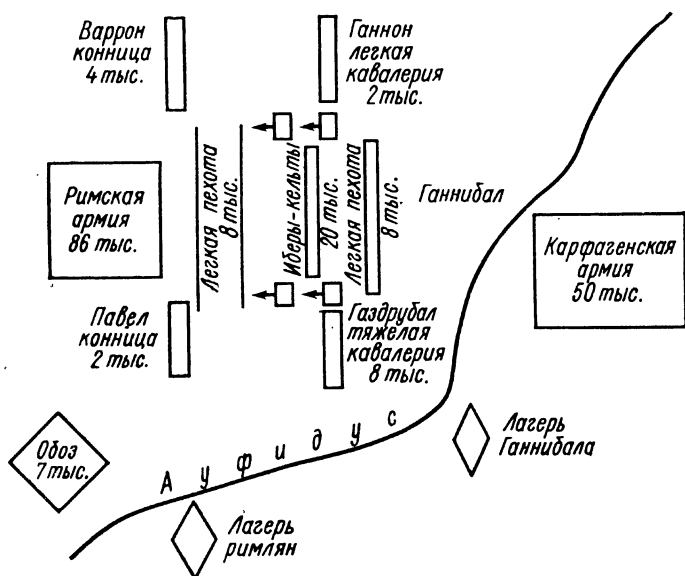 Варрон
конница
4 тыс.
Ганнон
легкая
кавалерия
2 тыс.
Римская
армия
86 тыс.
Легкая пехота
8 тыс.
Иберы-кельты
20 тыс.
Легкая пехота
8 тыс.
Ганнибал
Карфагенская
армия
50 тыс.
Павел
конница
2 тыс.
Газдрубал
тяжелая
кавалерия
8 тыс.
Обоз
7 тыс.
Ауфидус
Лагерь
Ганнибала
Лагерь
римлян